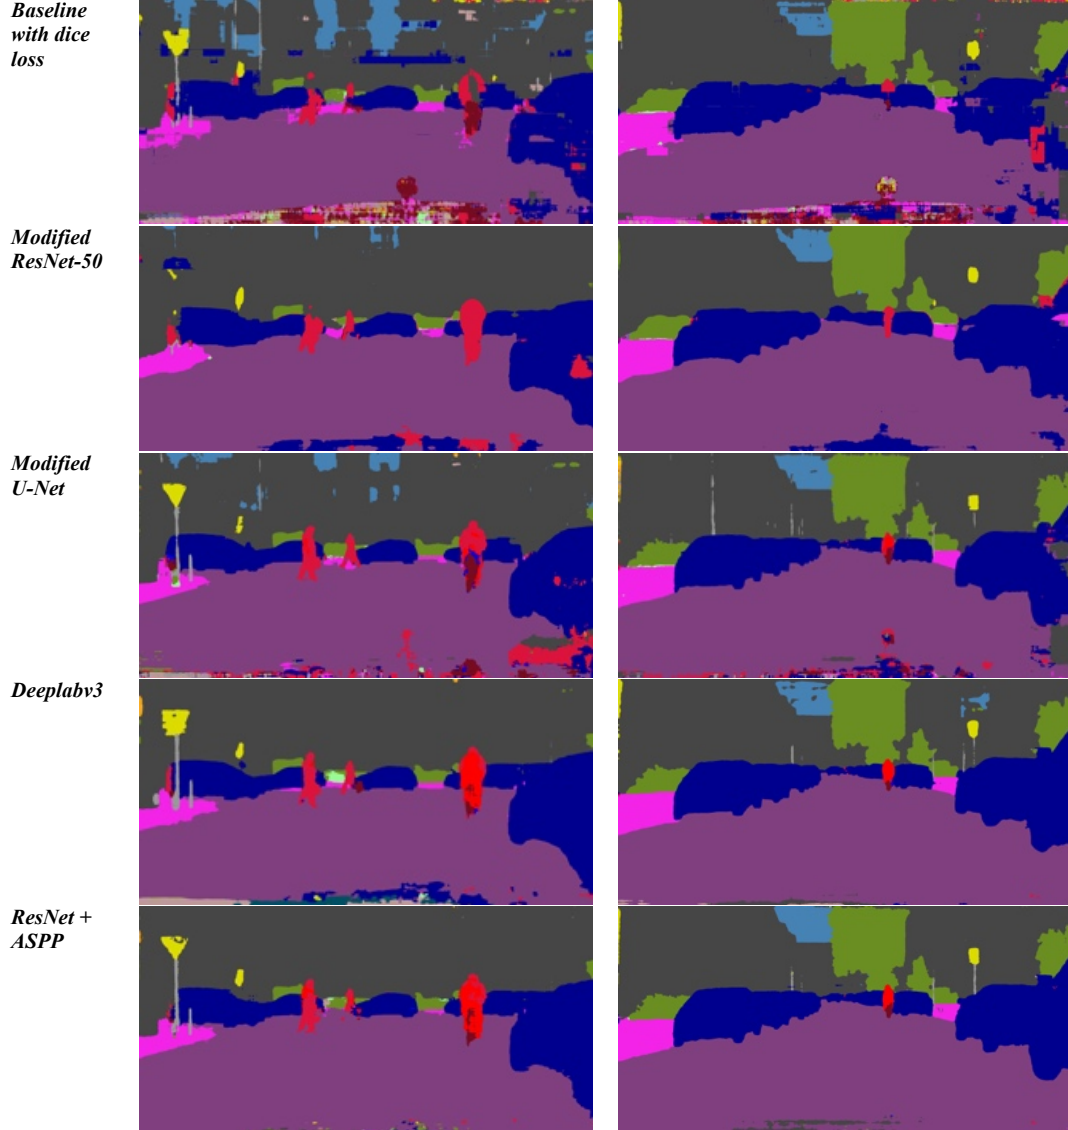 Baseline
with dice
loss
Modified
ResNet-50
Modified
U-Net
Deeplabv3
ResNet +
ASPP